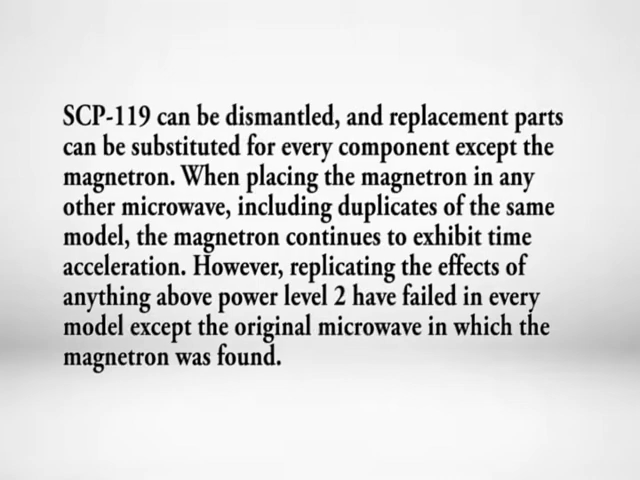 SCP-119 can be dismantled, and replacement parts
can be substituted for every component except the
magnetron. When placing the magnetron in any
other microwave, including duplicates of the same
model, the magnetron continues to exhibit time
acceleration. However, replicating the effects of
anything above power level 2 have failed in every
model except the original microwave in which the
magnetron was found.